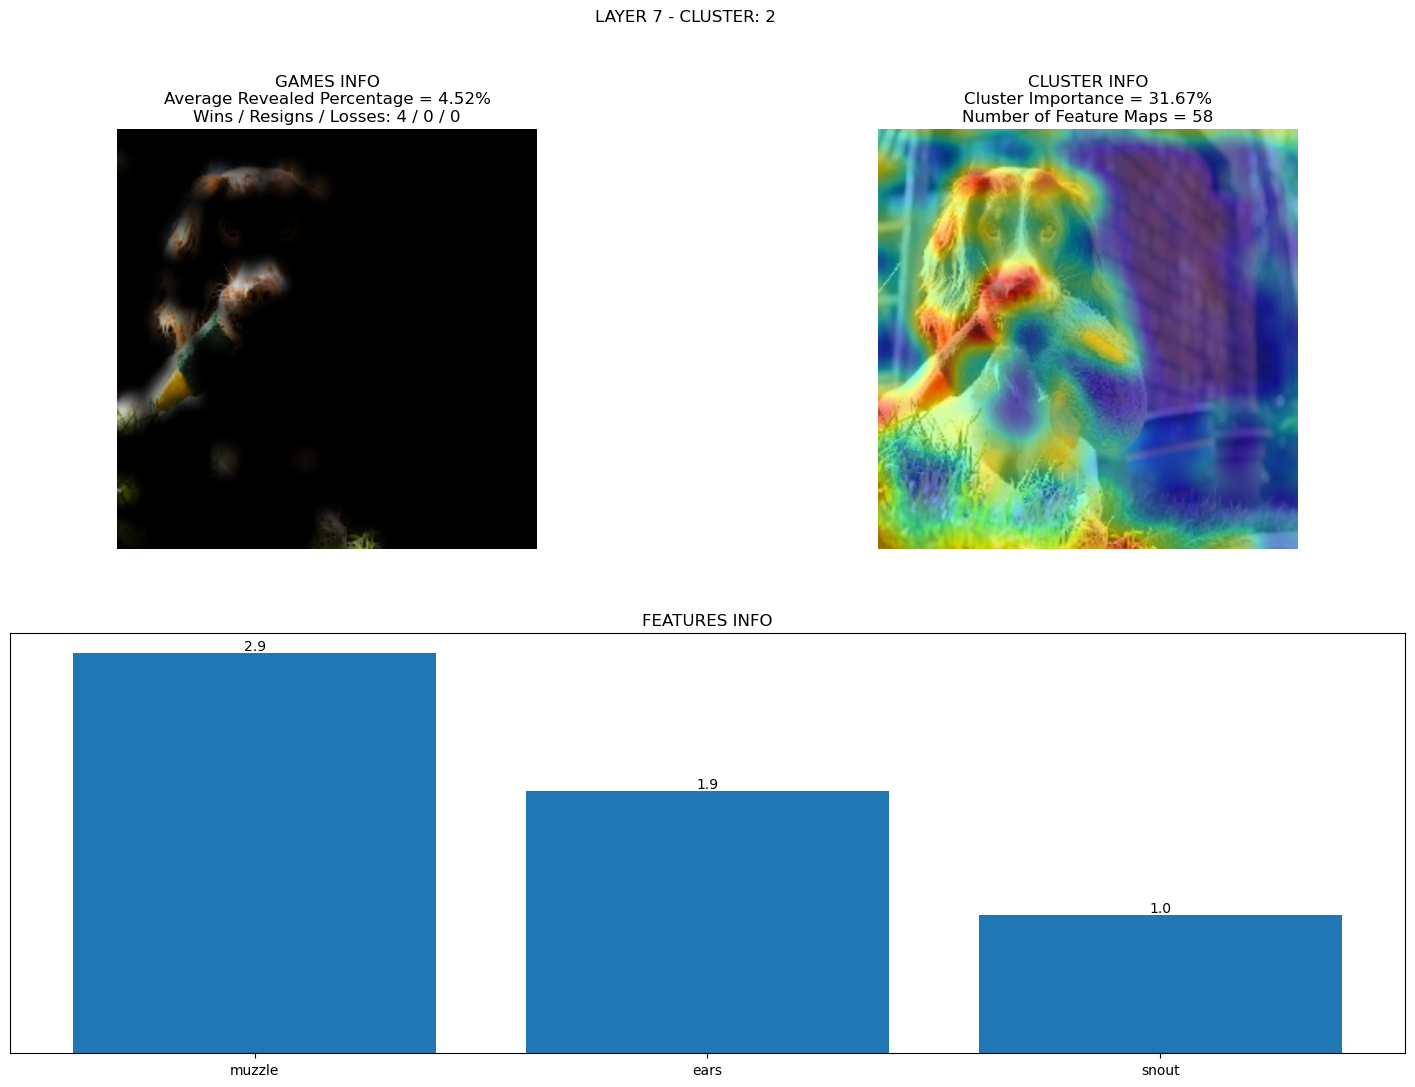 LAYER 7 - CLUSTER: 2
GAMES INFO
Average Revealed Percentage = 4.52%
Wins / Resigns / Losses: 4 / 0 / 0
CLUSTER INFO
Cluster Importance = 31.67%
Number of Feature Maps = 58
FEATURES INFO
2.9
1.9
1.0
muzzle
ears
snout